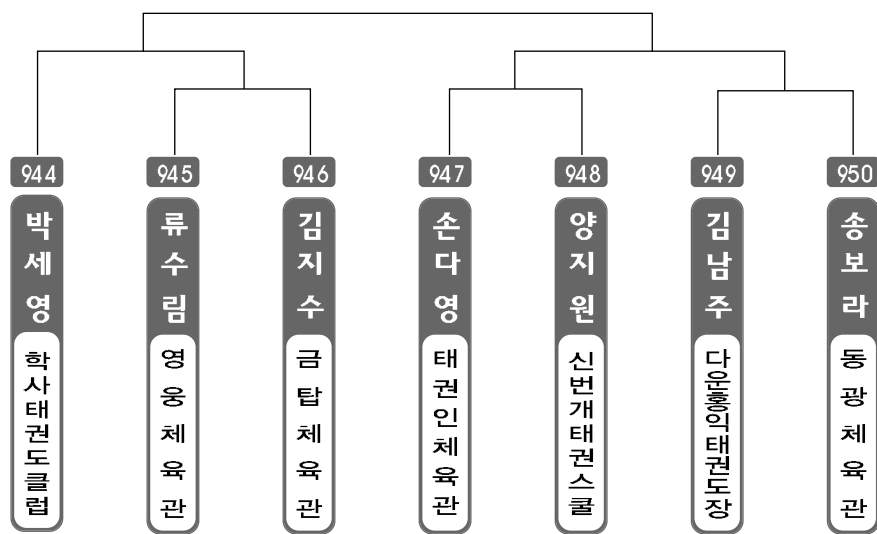 944
박세영
학사태권도클럽
945
류수림
영웅체육관
946
김지수
금탑체육관
947
손다영
태권인체육관
948
양지원
신번개태권스쿨
949
김남주
다운홍익태권도장
950
송보라
동광체육관